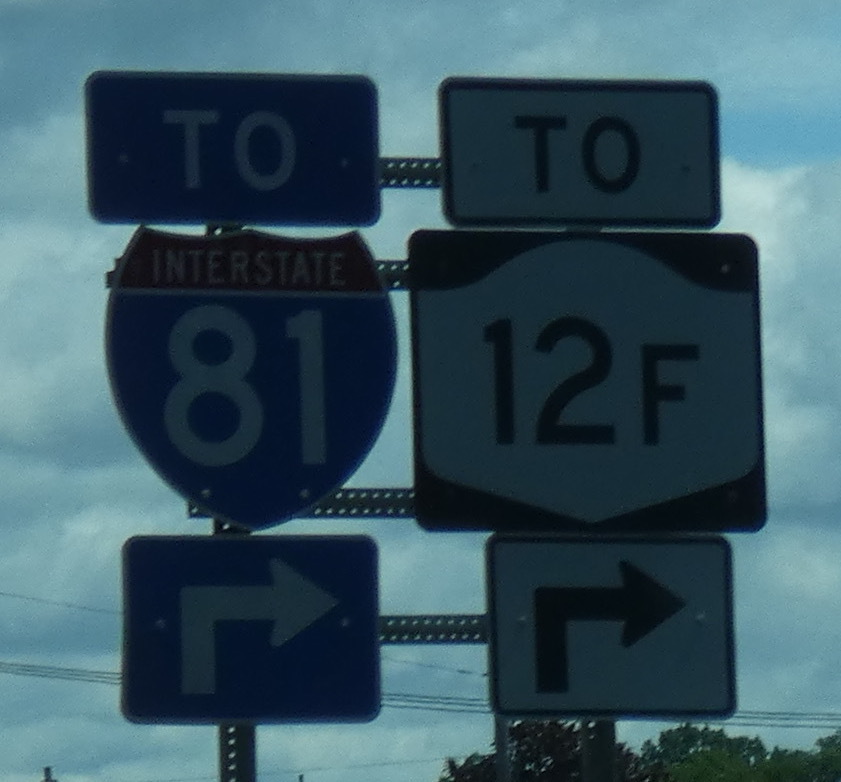 TO
INTERSTATE
81
TO
12F